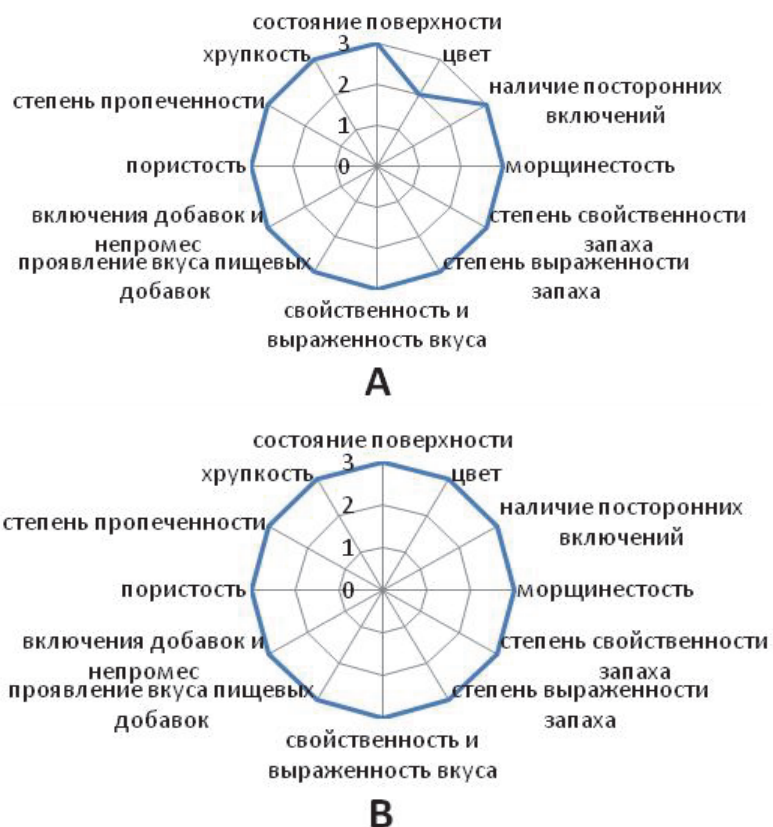 состояние поверхности
3
хрупкость
цвет
2
наличие посторонних
включений
степень пропеченности
1
пористость
0
морщинестость
включения добавок и
непромес
степень свойственности
запаха
проявление вкуса пищевых
добавок
степень выраженности
запаха
свойственность и
выраженность вкуса
А
состояние поверхности
3
хрупкость
цвет
2
наличие посторонних
включений
степень пропеченности
1
пористость
0
морщинестость
включения добавок и
непромес
степень свойственности
запаха
проявление вкуса пищевых
добавок
степень выраженности
запаха
свойственность и
выраженность вкуса
В